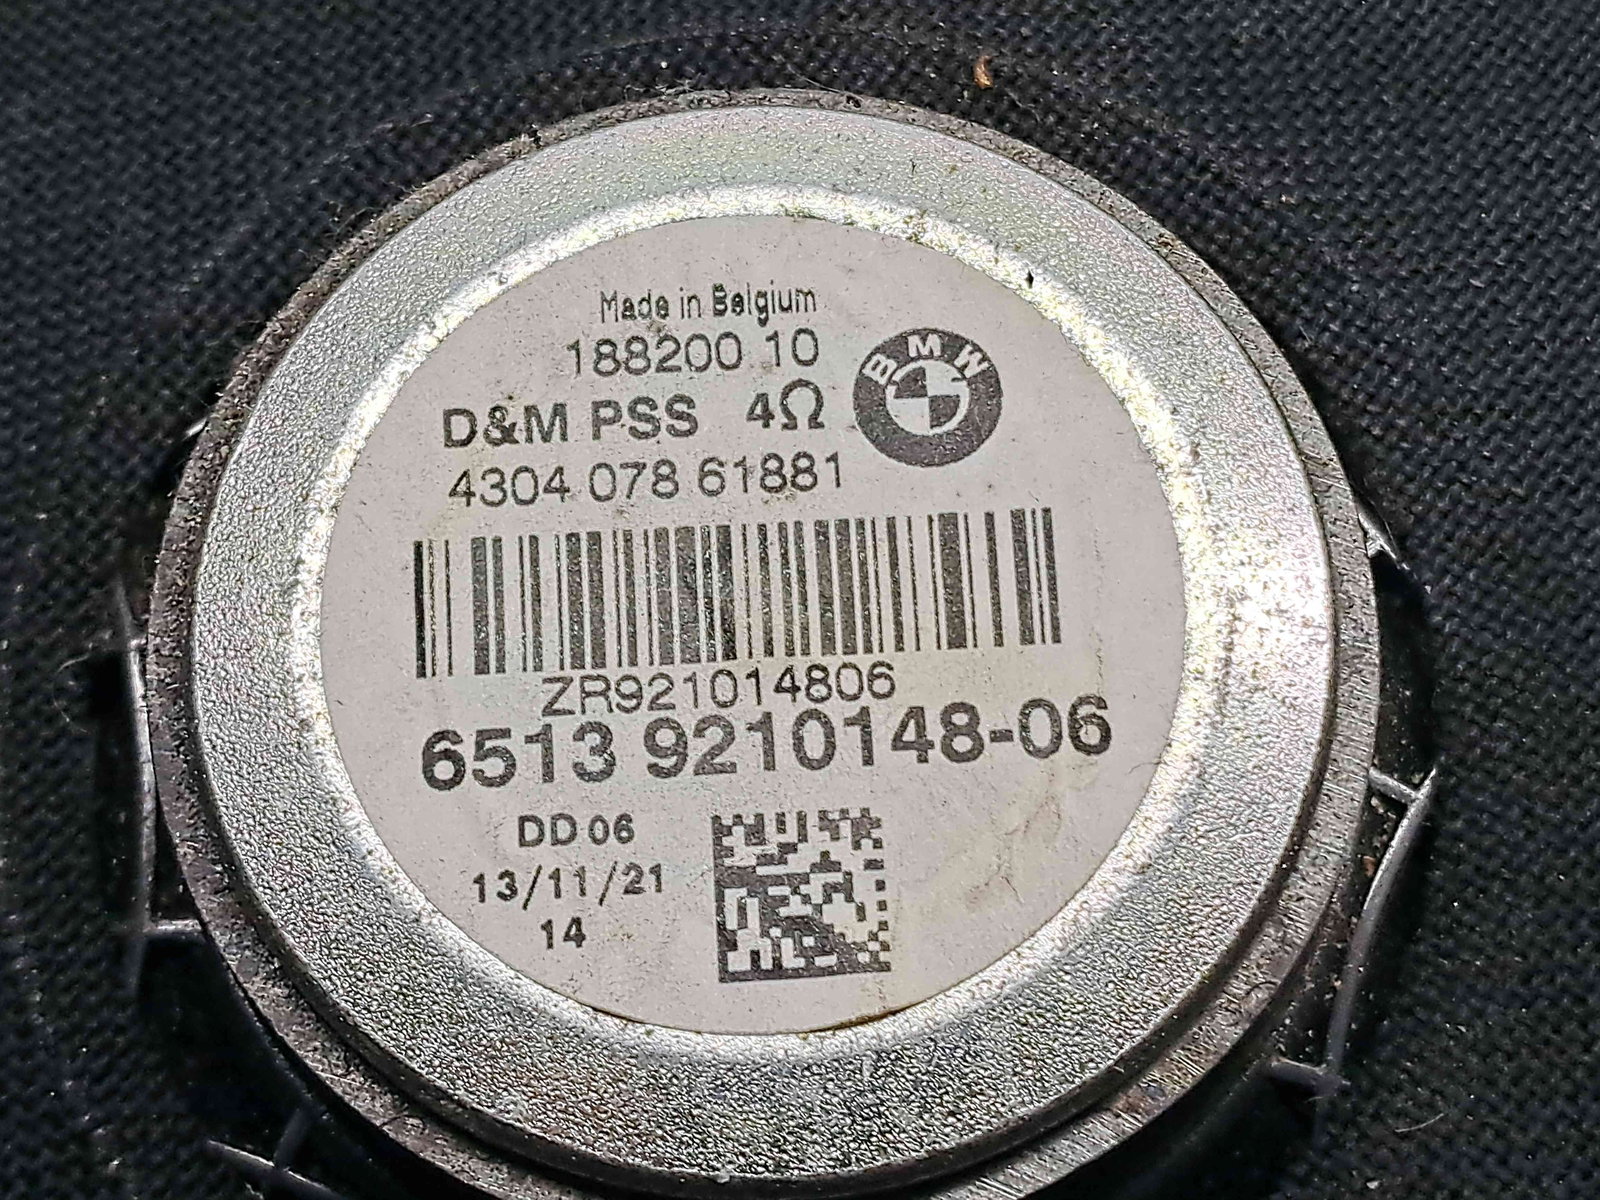 Made in Belgium
188200 10
D&M PSS 4Ω
BMW
4304 078 61881
ZR921014806
6513 9210148-06
DD 06
13/11/21
14